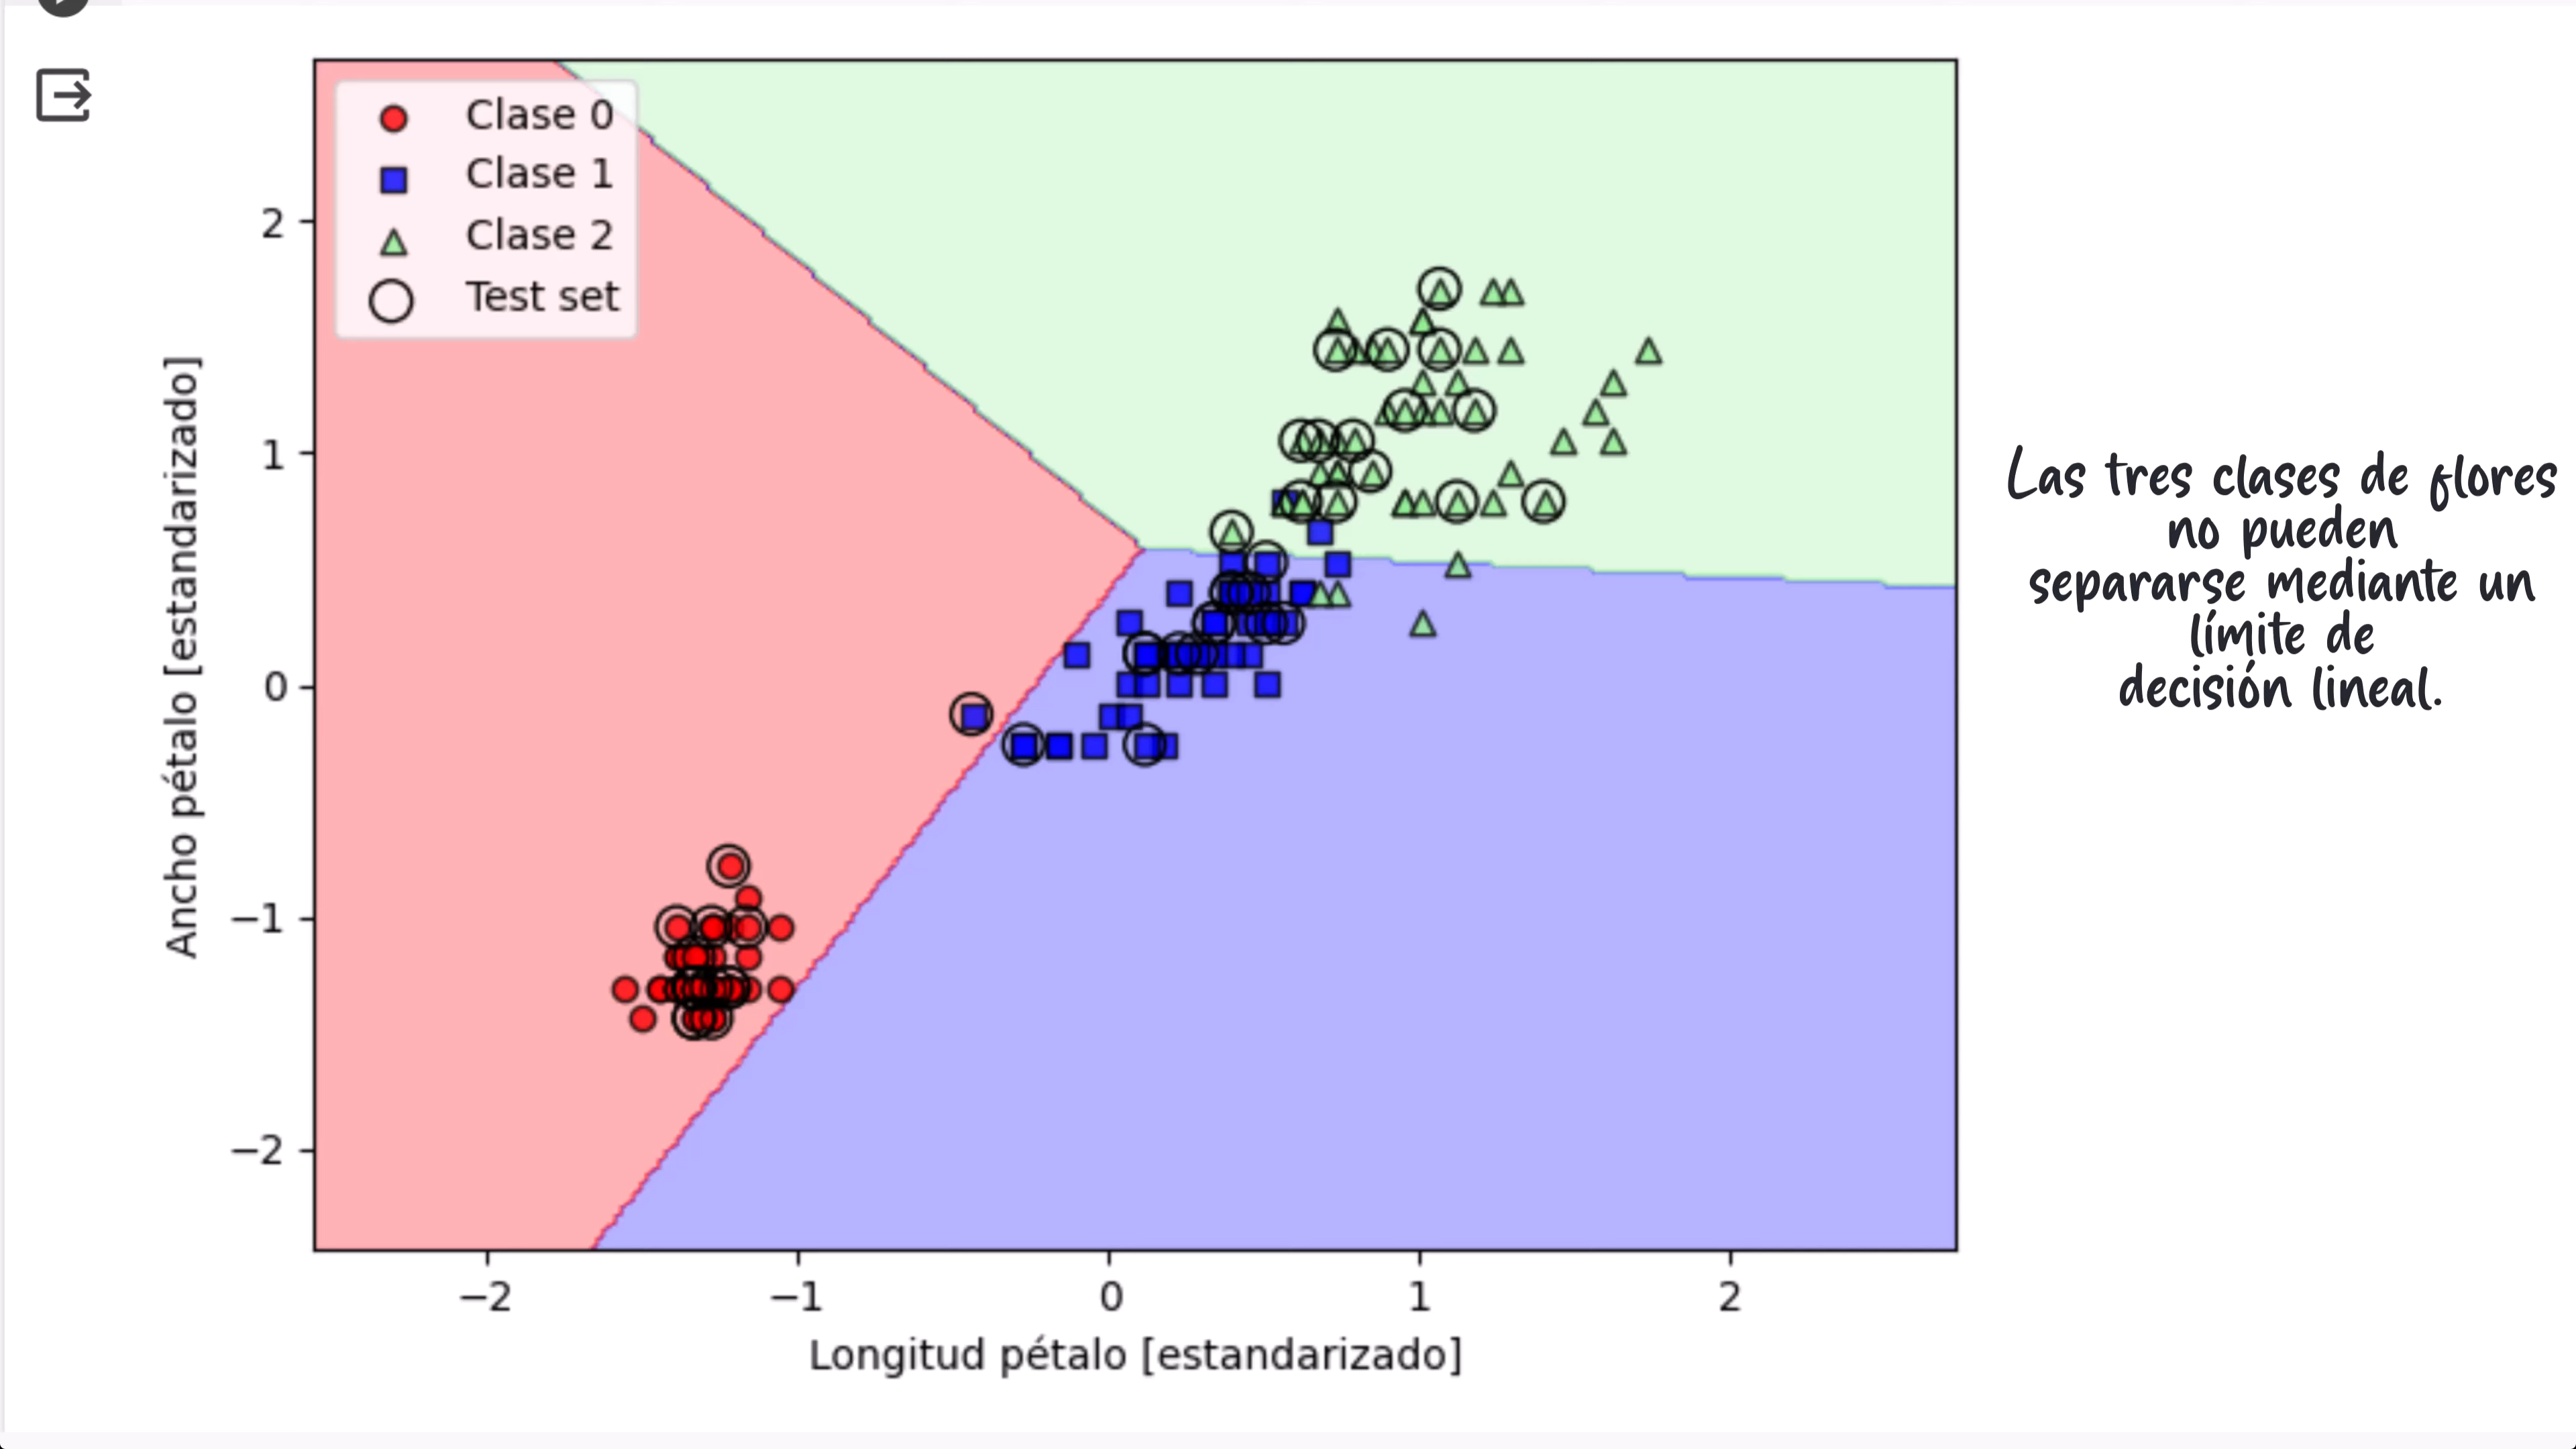 Clase 0
Clase 1
Clase 2
Test set
2
1
0
−1
−2
Ancho pétalo [estandarizado]
−2
−1
0
1
2
Longitud pétalo [estandarizado]
Las tres clases de flores
no pueden
separarse mediante un
límite de
decisión lineal.